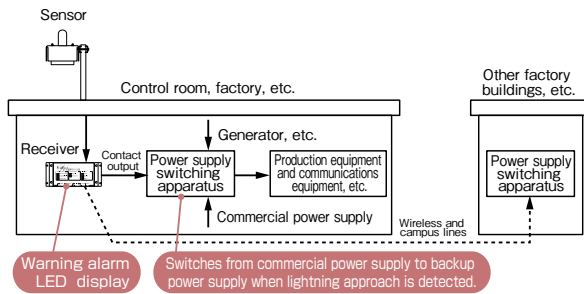 Sensor
Control room, factory, etc.
Other factory
buildings, etc.
Receiver
Contact
output
Generator, etc.
Power supply
switching
apparatus
Production equipment
and communications
equipment, etc.
Power supply
switching
apparatus
Commercial power supply
Wireless and
campus lines
Warning alarm
LED display
Switches from commercial power supply to backup
power supply when lightning approach is detected.